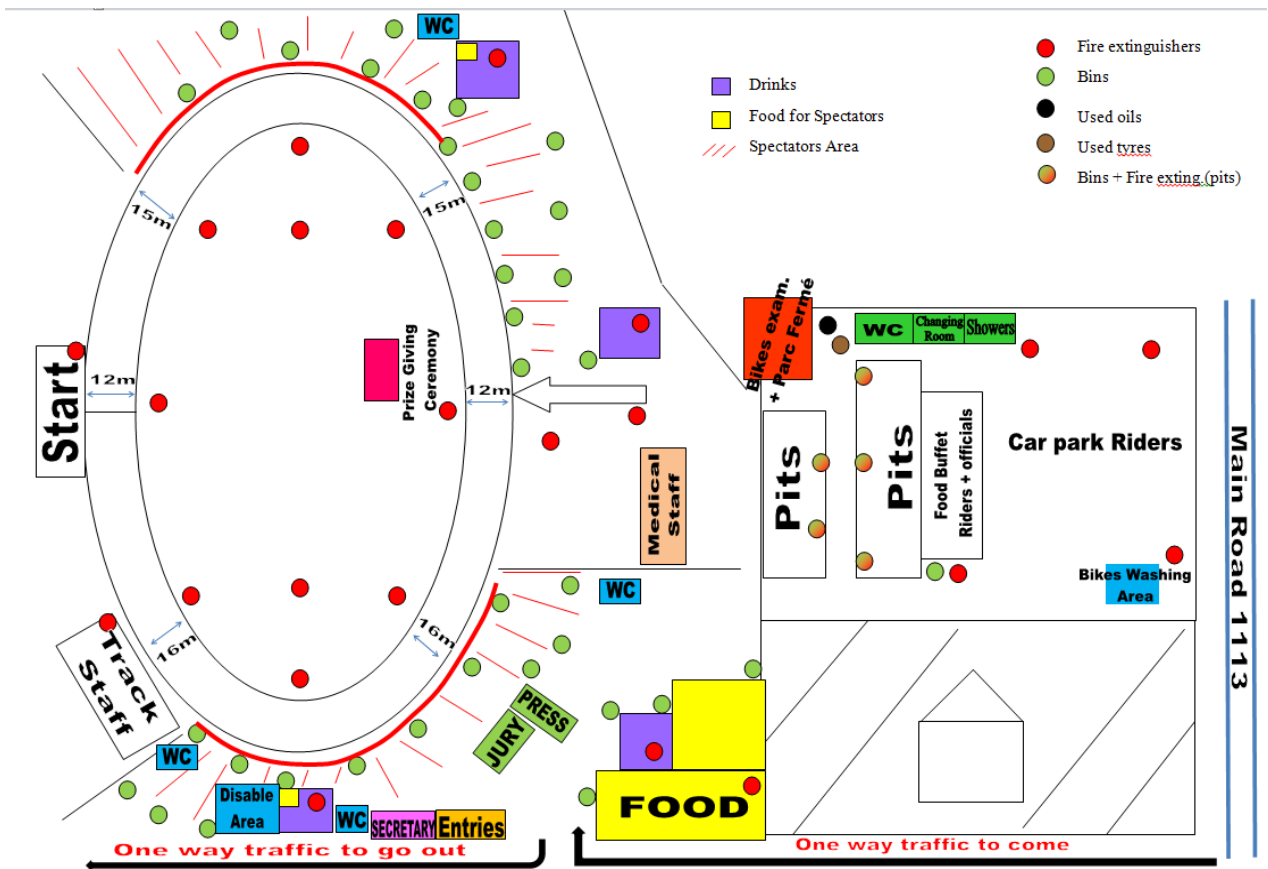 WC
Drinks
Food for Spectators
Spectators Area
Fire extinguishers
Bins
Used oils
Used tyres
Bins + Fire exting.(pits)
15m
15m
Start
12m
Prize Giving
Ceremony
12m
Bikes exam.
+ Parc Fermé
WC
Changing
Room
Showers
Pits
Pits
Food Buffet
Riders + officials
Car park Riders
Main Road 1113
Medical
Staff
Bikes Washing
Area
WC
16m
16m
Track
Staff
PRESS
JURY
WC
Disable
Area
WC
SECRETARY
Entries
FOOD
One way traffic to go out
One way traffic to come